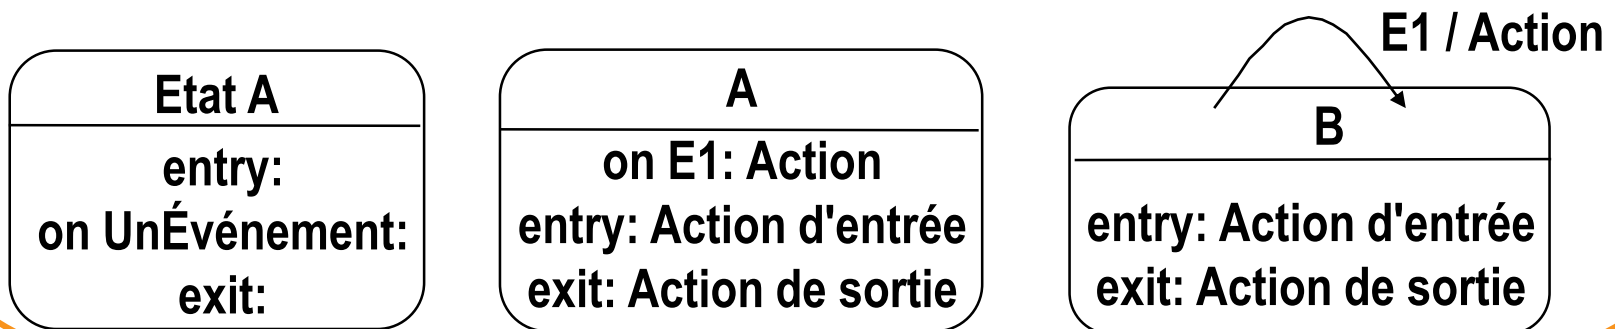 Etat A
entry:
on UnÉvénement:
exit:
A
on E1: Action
entry: Action d'entrée
exit: Action de sortie
E1 / Action
B
entry: Action d'entrée
exit: Action de sortie